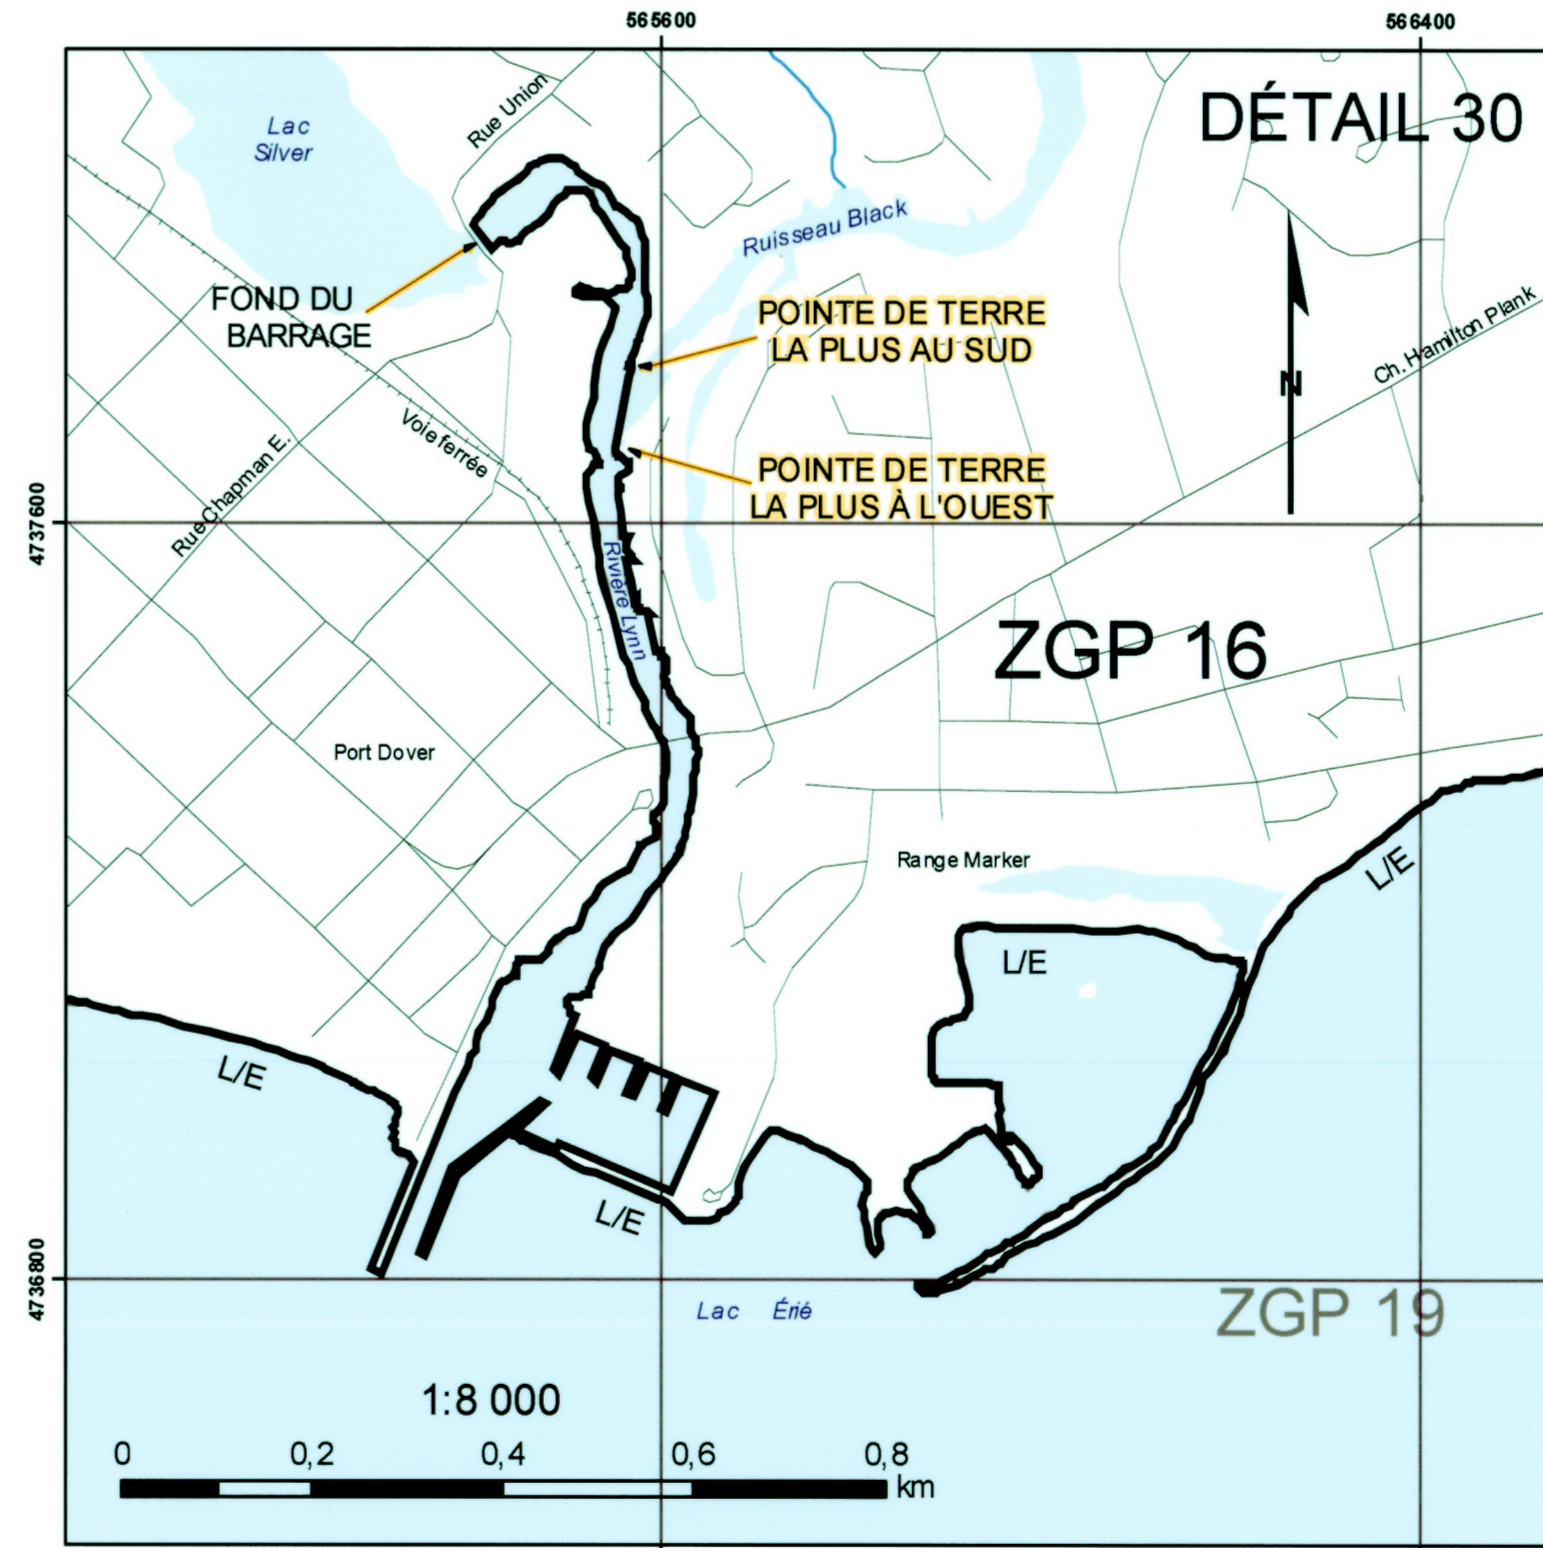 565600
566400
DÉTAIL 30
Lac
Silver
Rue Union
Ruisseau Black
FOND DU
BARRAGE
POINTE DE TERRE
LA PLUS AU SUD
Ch. Hamilton Plank
N
Voie ferrée
Rue Chapman E.
POINTE DE TERRE
LA PLUS À L'OUEST
4737600
Rivière Lynn
ZGP 16
Port Dover
Range Marker
L/E
L/E
L/E
L/E
4736800
Lac Érié
ZGP 19
1:8 000
0 0,2 0,4 0,6 0,8
km